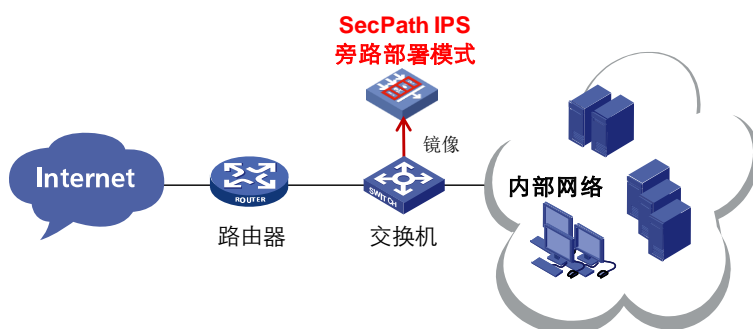 SecPath IPS
旁路部署模式
镜像
Internet
ROUTER
SWITCH
内部网络
路由器
交换机